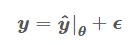 y = ŷ|θ + ϵ